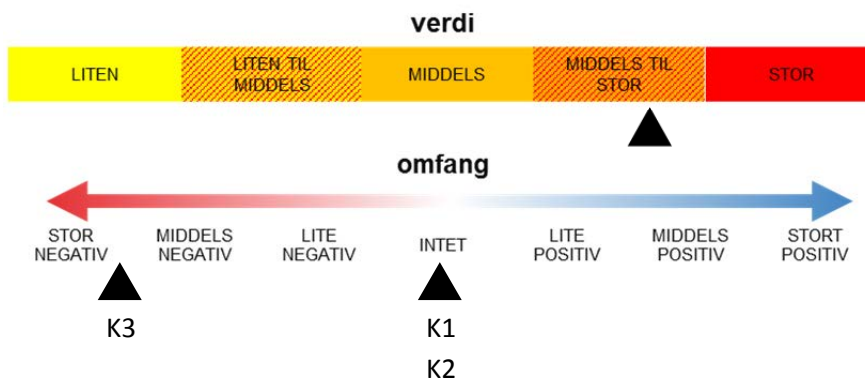 verdi
LITEN
LITEN TIL
MIDDELS
MIDDELS
MIDDELS TIL
STOR
STOR
omfang
STOR
NEGATIV
MIDDELS
NEGATIV
LITE
NEGATIV
INTET
LITE
POSITIV
MIDDELS
POSITIV
STORT
POSITIV
K3
K1
K2